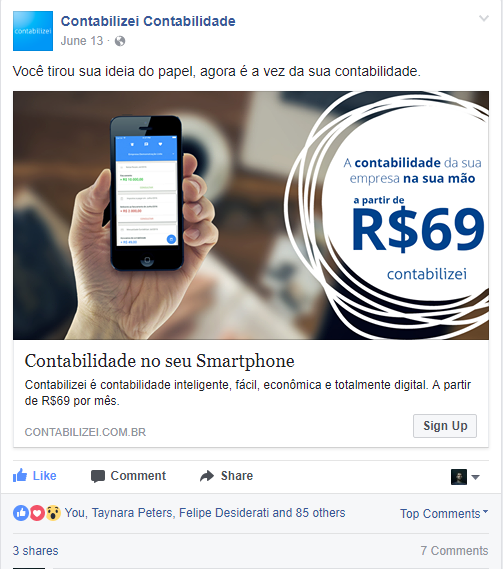 contabilizei
Contabilizei Contabilidade
June 13
Você tirou sua ideia do papel, agora é a vez da sua contabilidade.
A contabilidade da sua
empresa na sua mão
a partir de
R$69
contabilizei
Contabilidade no seu Smartphone
Contabilizei é contabilidade inteligente, fácil, econômica e totalmente digital. A partir
de R$69 por mês.
CONTABILIZEI.COM.BR
Sign Up
Like Comment Share
You, Taynara Peters, Felipe Desiderati and 85 others
Top Comments
3 shares
7 Comments